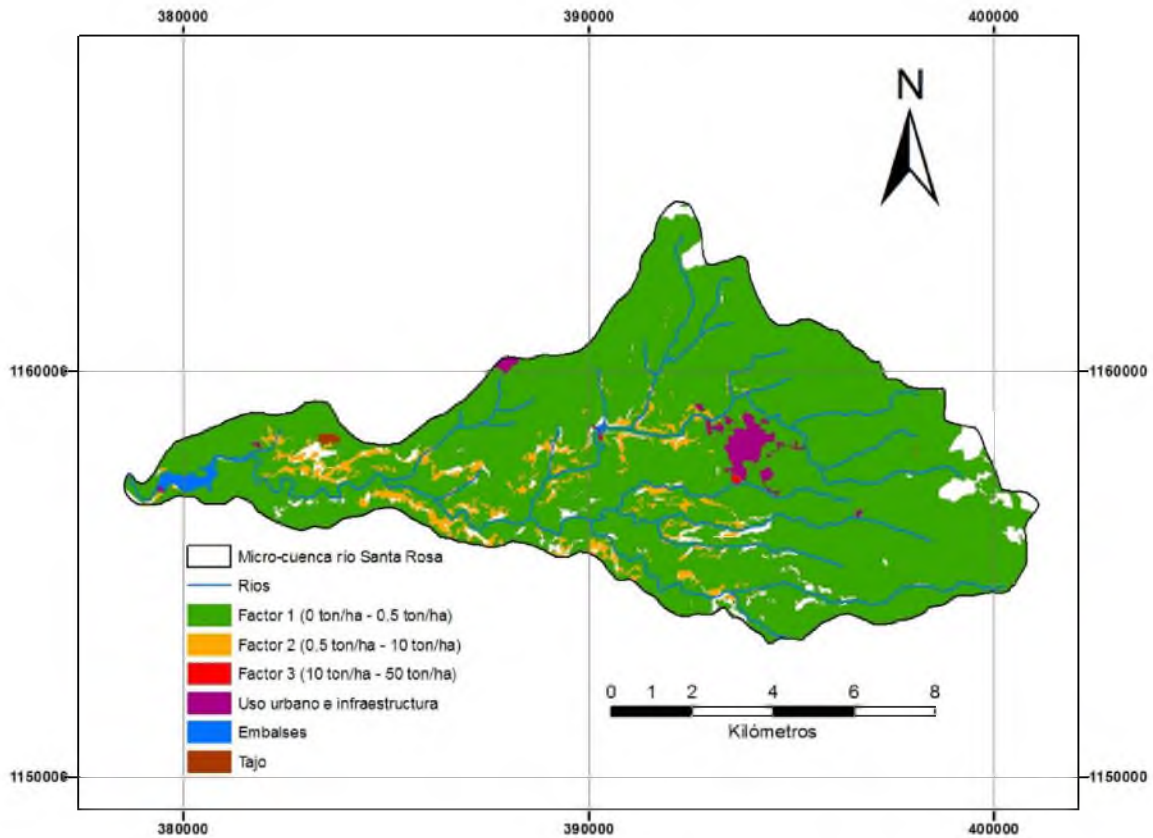 380000 390000 400000
N
1160000 1160000
Micro-cuenca río Santa Rosa
Ríos
Factor 1 (0 ton/ha - 0.5 ton/ha)
Factor 2 (0.5 ton/ha - 10 ton/ha)
Factor 3 (10 ton/ha - 50 ton/ha)
Uso urbano e infraestructura
Embalses
Tajo
0 1 2 4 6 8
Kilómetros
1150000 1150000
380000 390000 400000